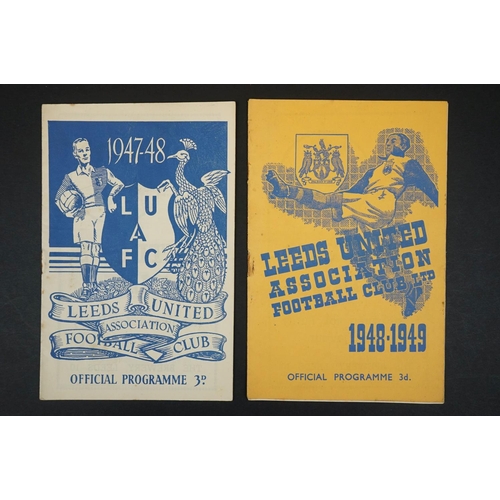 1947-48
L U
A
F C
LEEDS UNITED
ASSOCIATION
FOOTBALL CLUB
OFFICIAL PROGRAMME 3D
LEEDS UNITED
ASSOCIATION
FOOTBALL CLUB LTD
1948-1949
OFFICIAL PROGRAMME 3d.